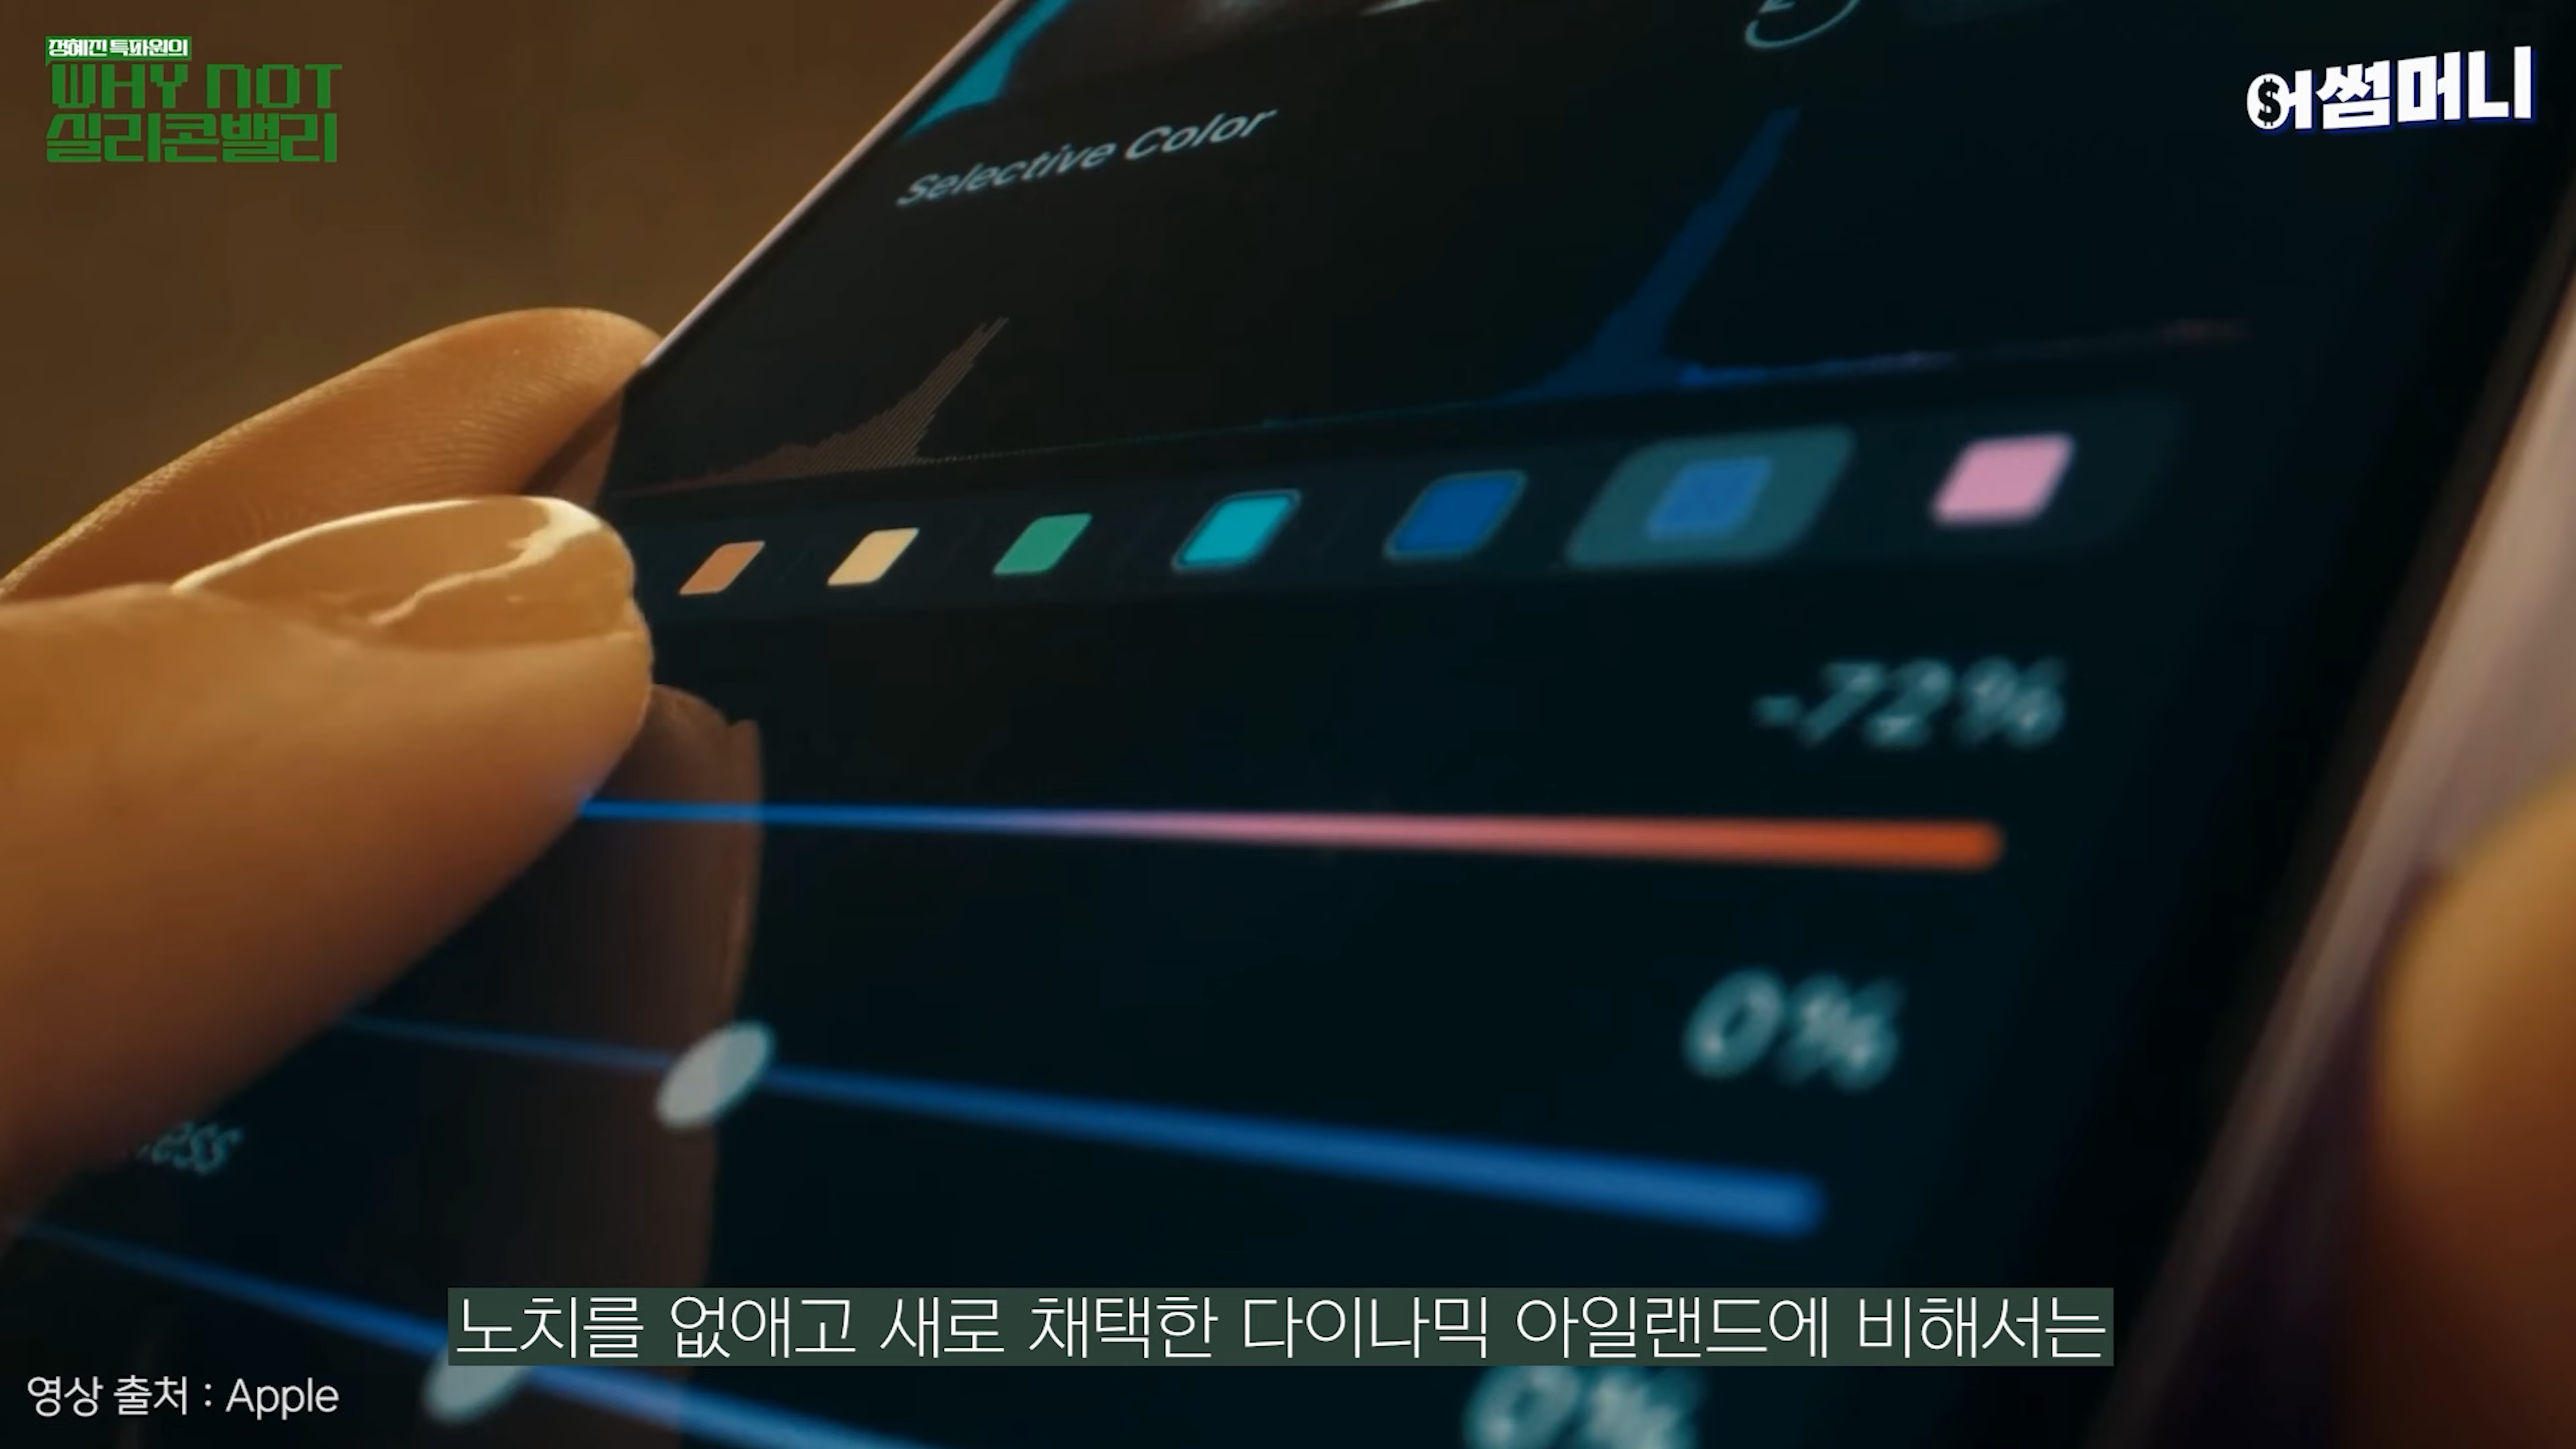 정혜진 특파원의
WHY NOT
실리콘밸리
어썸머니
Selective Color
-72%
0%
0%
노치를 없애고 새로 채택한 다이나믹 아일랜드에 비해서는
영상 출처 : Apple